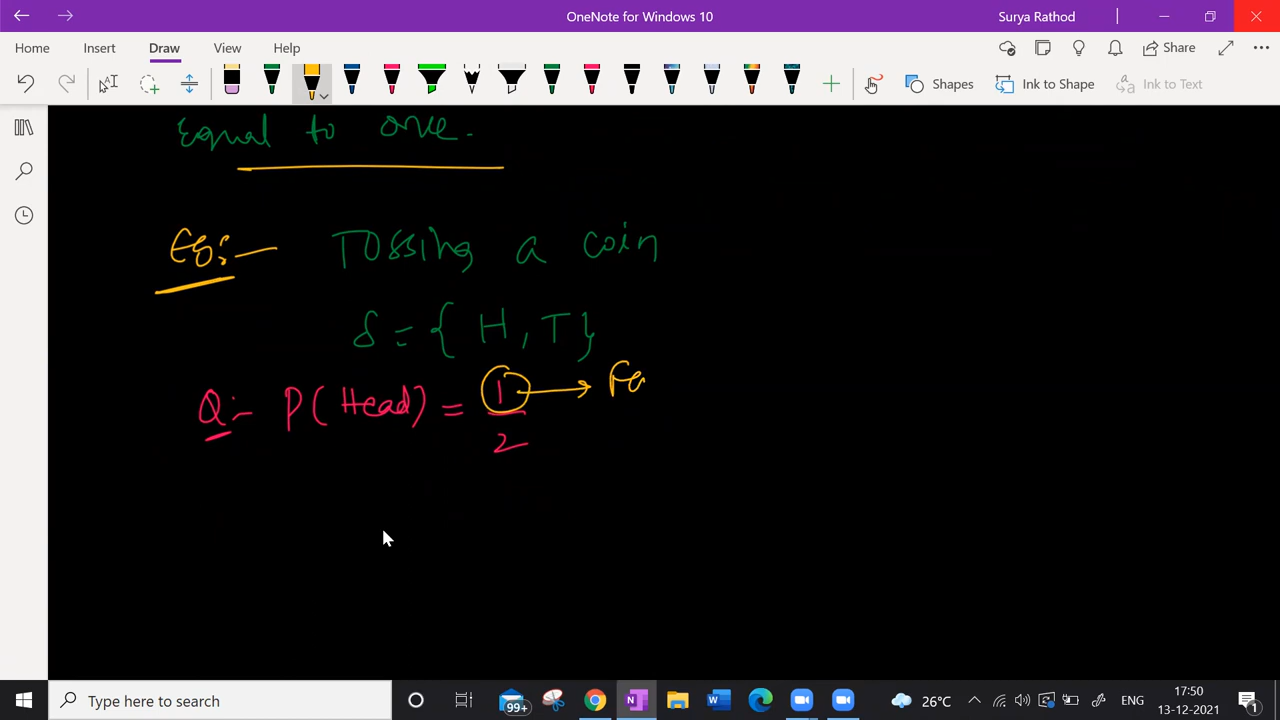 OneNote for Windows 10
Surya Rathod
Home Insert Draw View Help
Share
Shapes
Ink to Shape
Ink to Text
Equal to one.
Eg:- Tossing a coin
S = { H, T }
Q:- P( Head ) = 1/2 → Fa
Type here to search
99+
26°C
ENG
17:50
13-12-2021
1